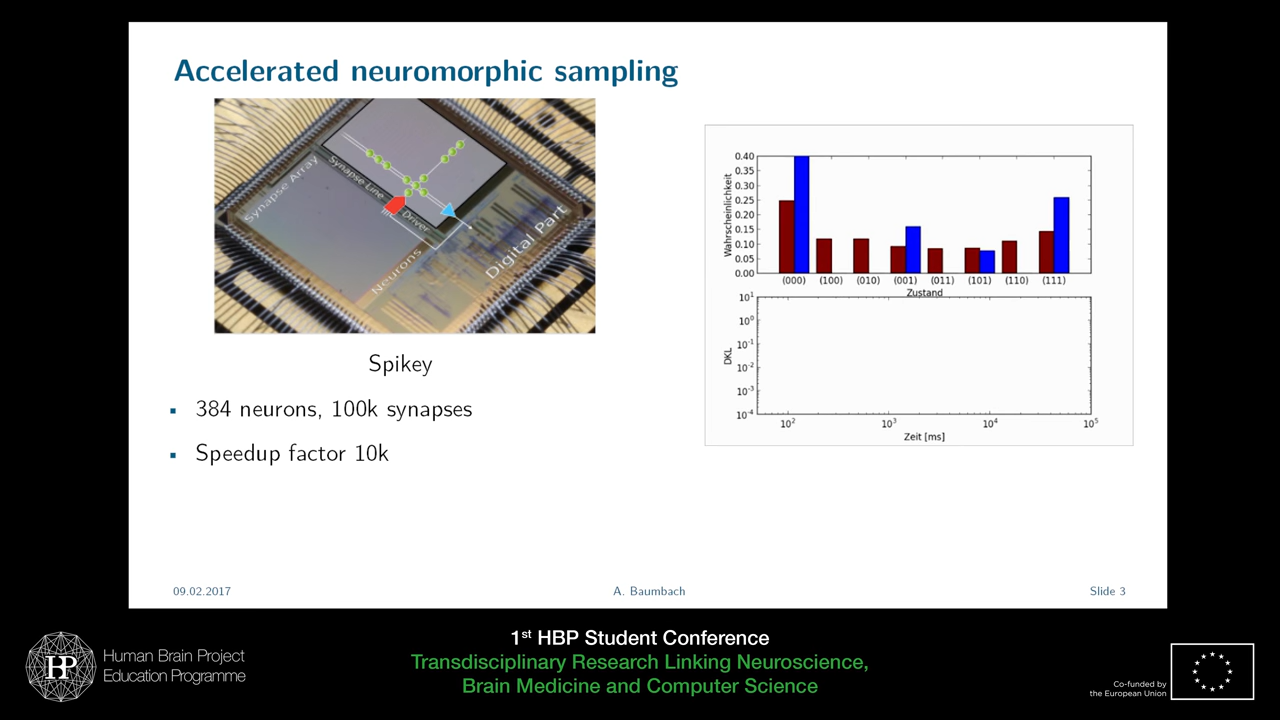 Accelerated neuromorphic sampling
Synapse Array
Synapse Line
Driver
Neurons
Digital Part
Spikey
384 neurons, 100k synapses
Speedup factor 10k
0.40
0.35
0.30
0.25
0.20
0.15
0.10
0.05
0.00
Wahrscheinlichkeit
(000) (100) (010) (001) (011) (101) (110) (111)
Zustand
10¹
10⁰
10⁻¹
10⁻²
10⁻³
10⁻⁴
DKL
10² 10³ 10⁴ 10⁵
Zeit [ms]
09.02.2017 A. Baumbach Slide 3
HP
Human Brain Project
Education Programme
1st HBP Student Conference
Transdisciplinary Research Linking Neuroscience,
Brain Medicine and Computer Science
Co-funded by
the European Union